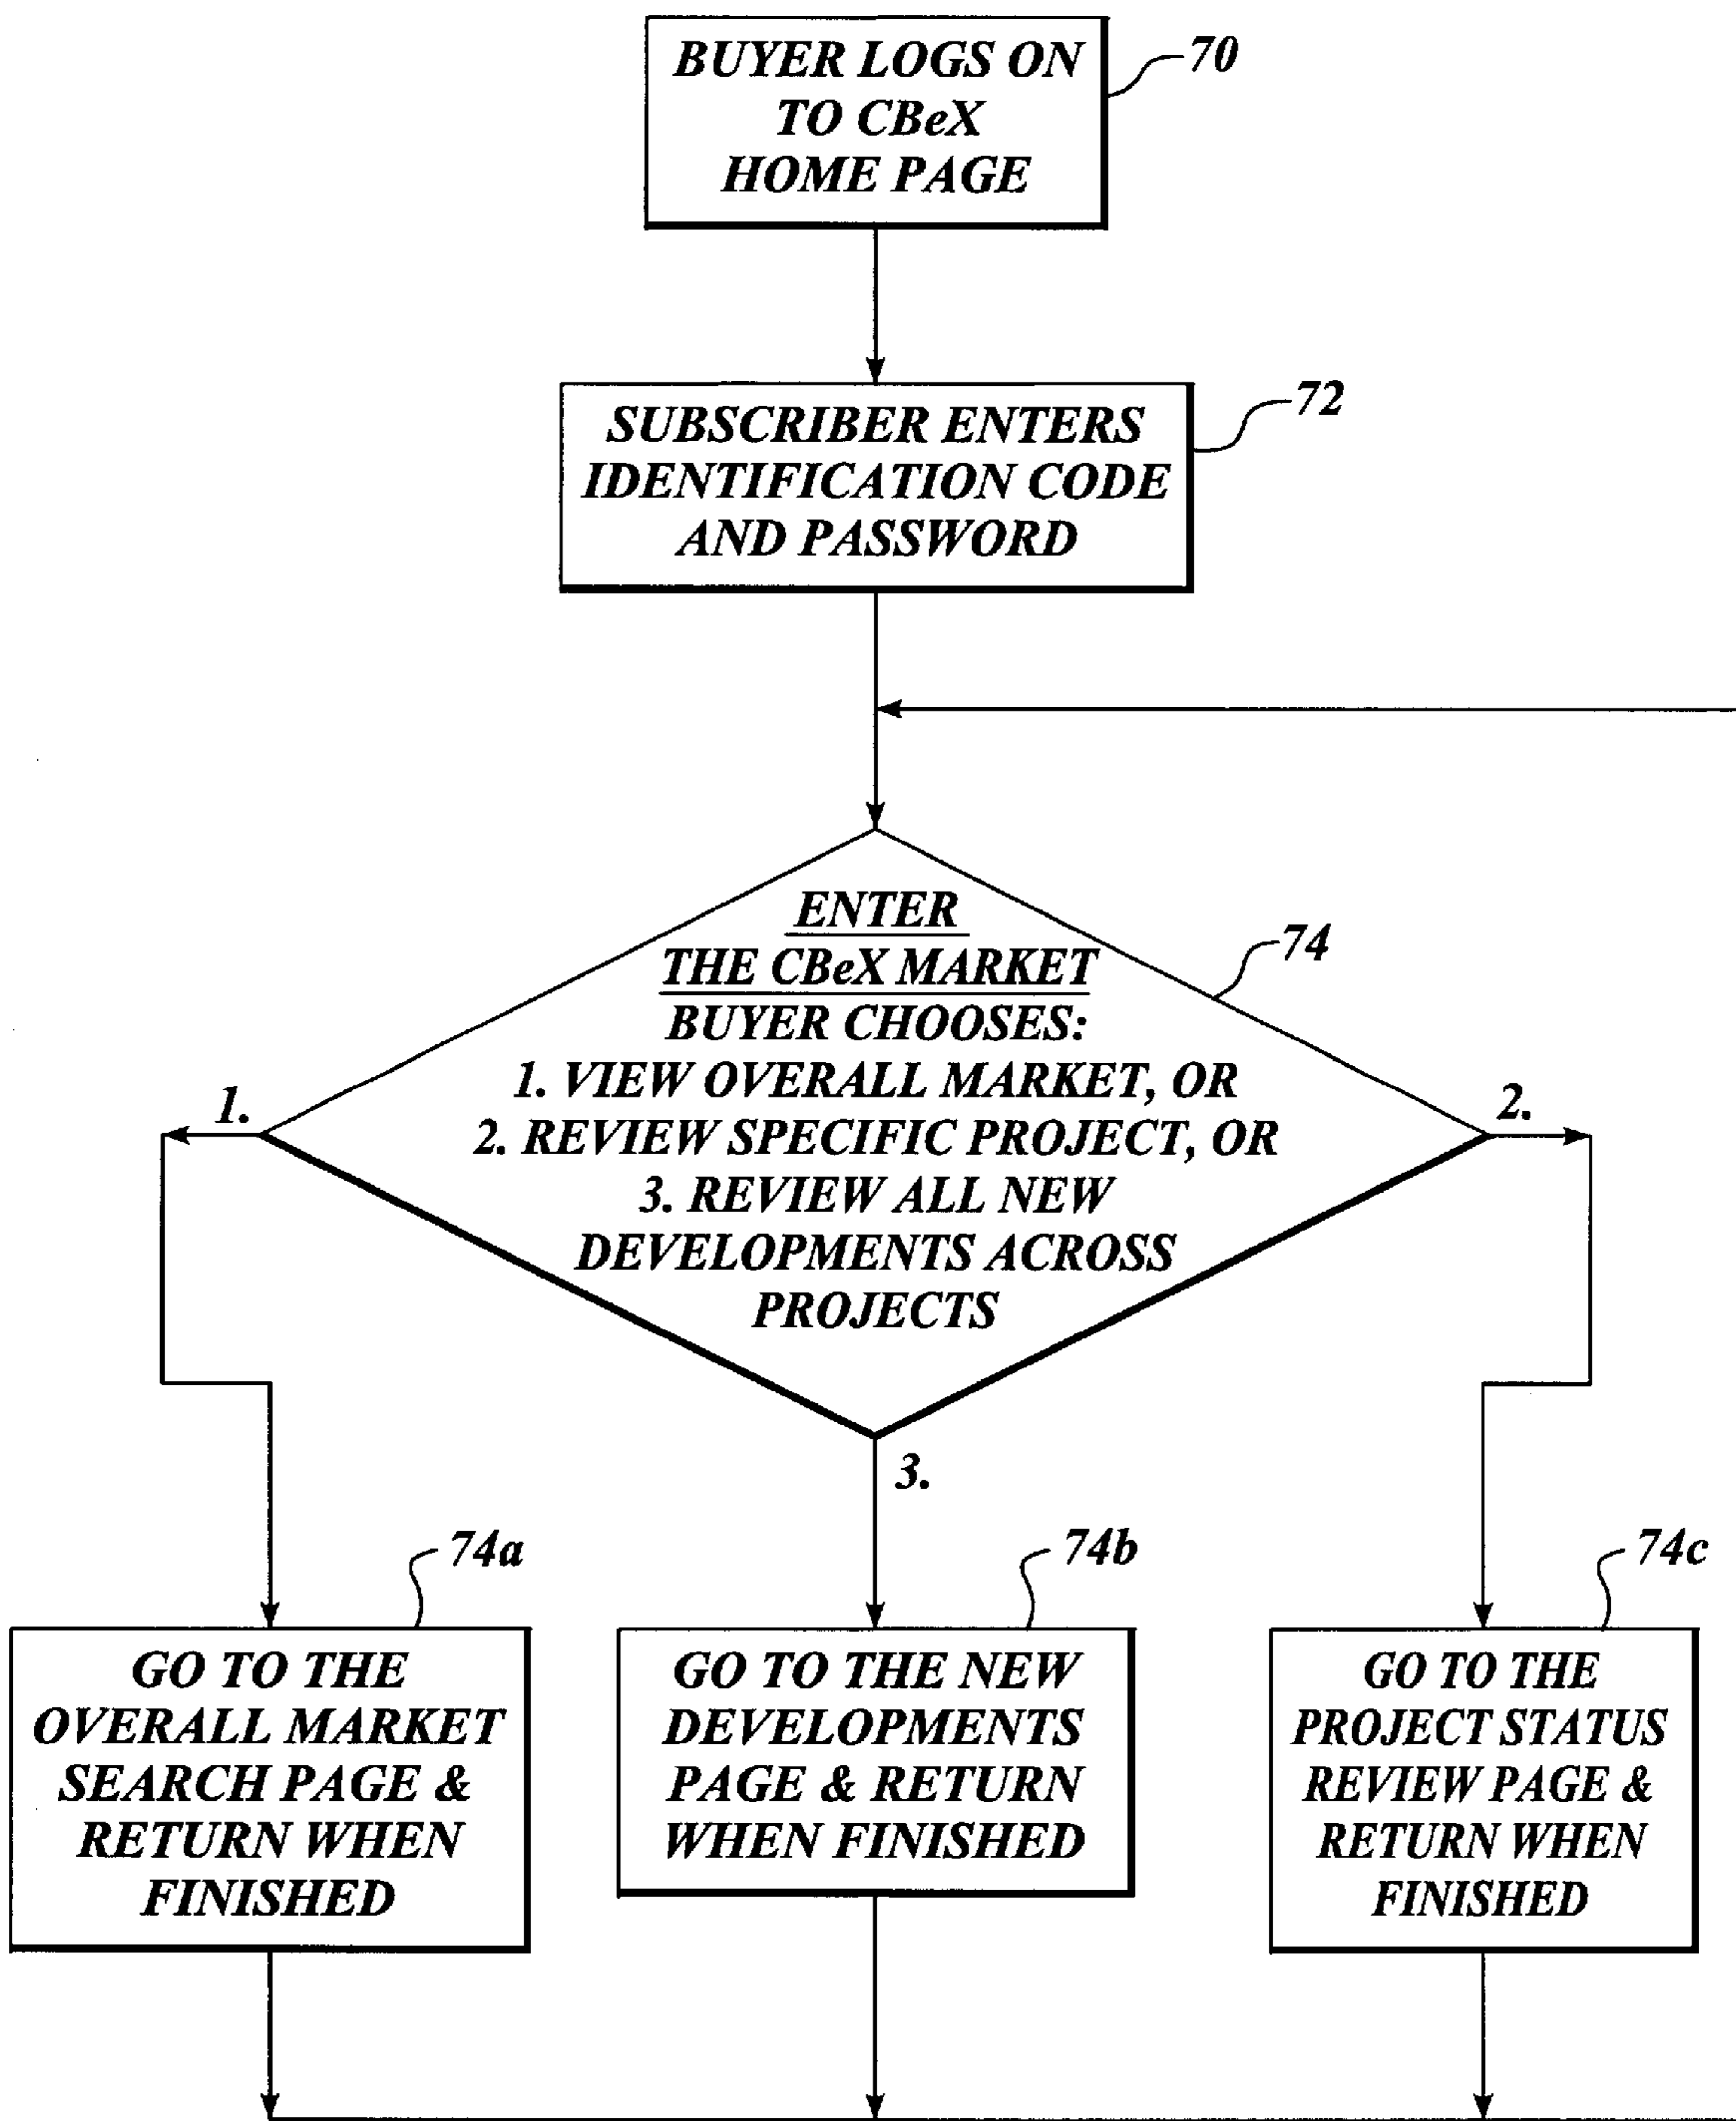 BUYER LOGS ON
TO CBeX
HOME PAGE
70
SUBSCRIBER ENTERS
IDENTIFICATION CODE
AND PASSWORD
72
ENTER
THE CBeX MARKET
BUYER CHOOSES:
1. VIEW OVERALL MARKET, OR
2. REVIEW SPECIFIC PROJECT, OR
3. REVIEW ALL NEW
DEVELOPMENTS ACROSS
PROJECTS
74
1.
2.
3.
74a
GO TO THE
OVERALL MARKET
SEARCH PAGE &
RETURN WHEN
FINISHED
74b
GO TO THE NEW
DEVELOPMENTS
PAGE & RETURN
WHEN FINISHED
74c
GO TO THE
PROJECT STATUS
REVIEW PAGE &
RETURN WHEN
FINISHED